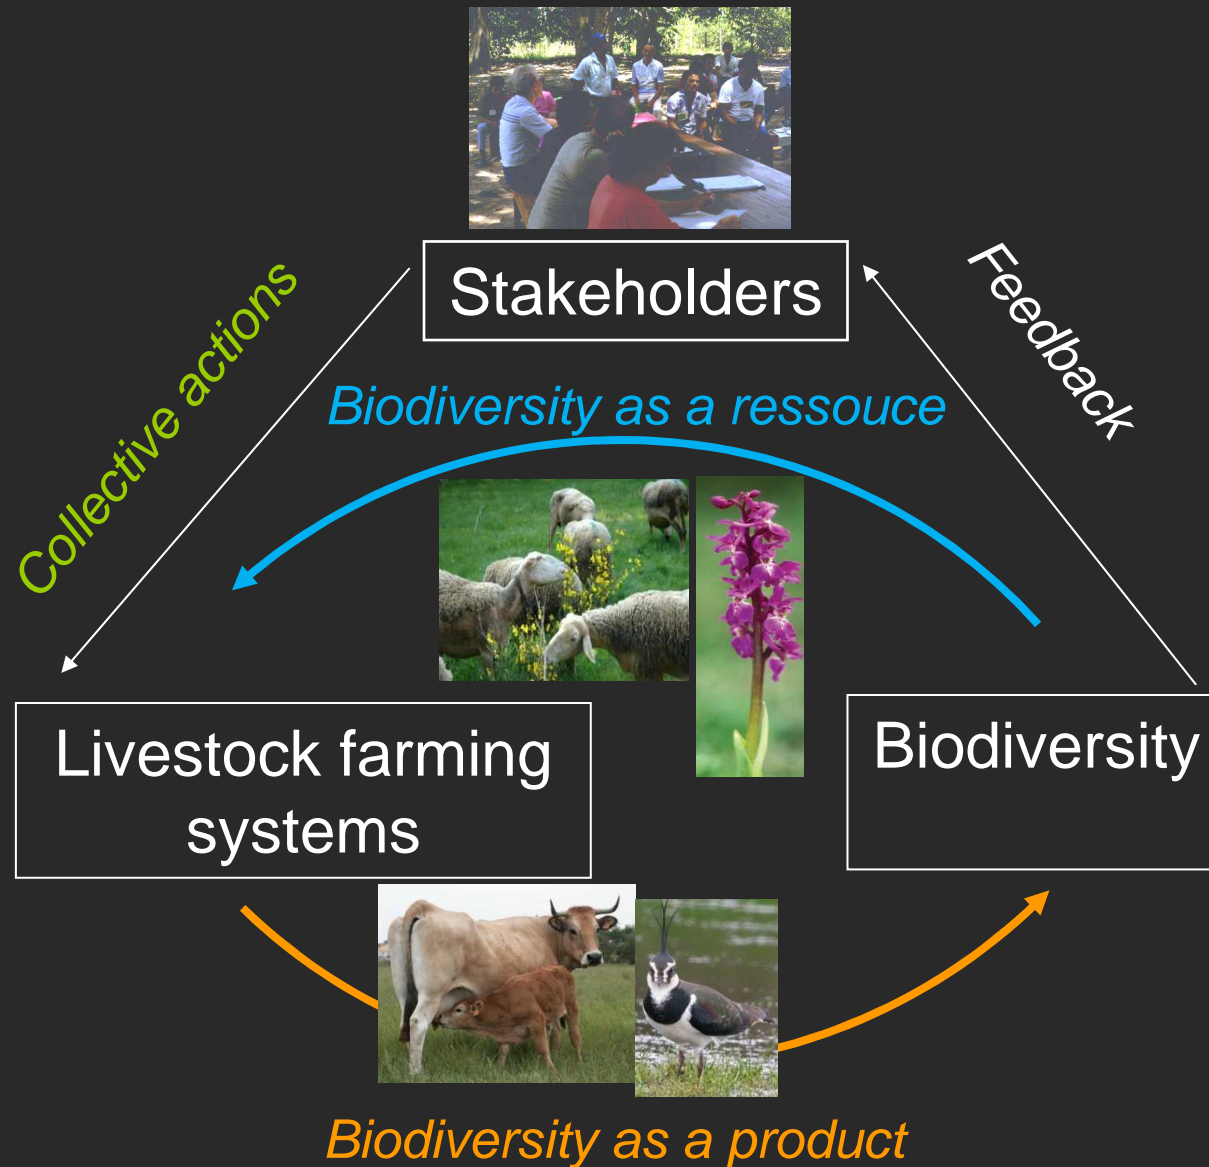 Stakeholders
Collective actions
Feedback
Biodiversity as a ressouce
Livestock farming
systems
Biodiversity
Biodiversity as a product